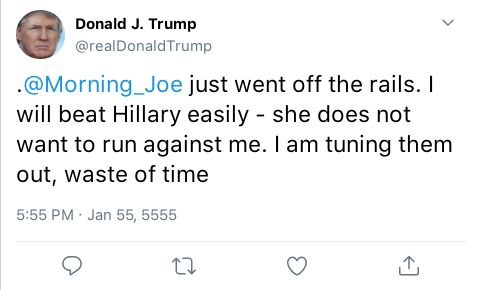 Donald J. Trump
@realDonaldTrump
.@Morning_Joe just went off the rails. I
will beat Hillary easily - she does not
want to run against me. I am tuning them
out, waste of time
5:55 PM · Jan 55, 5555